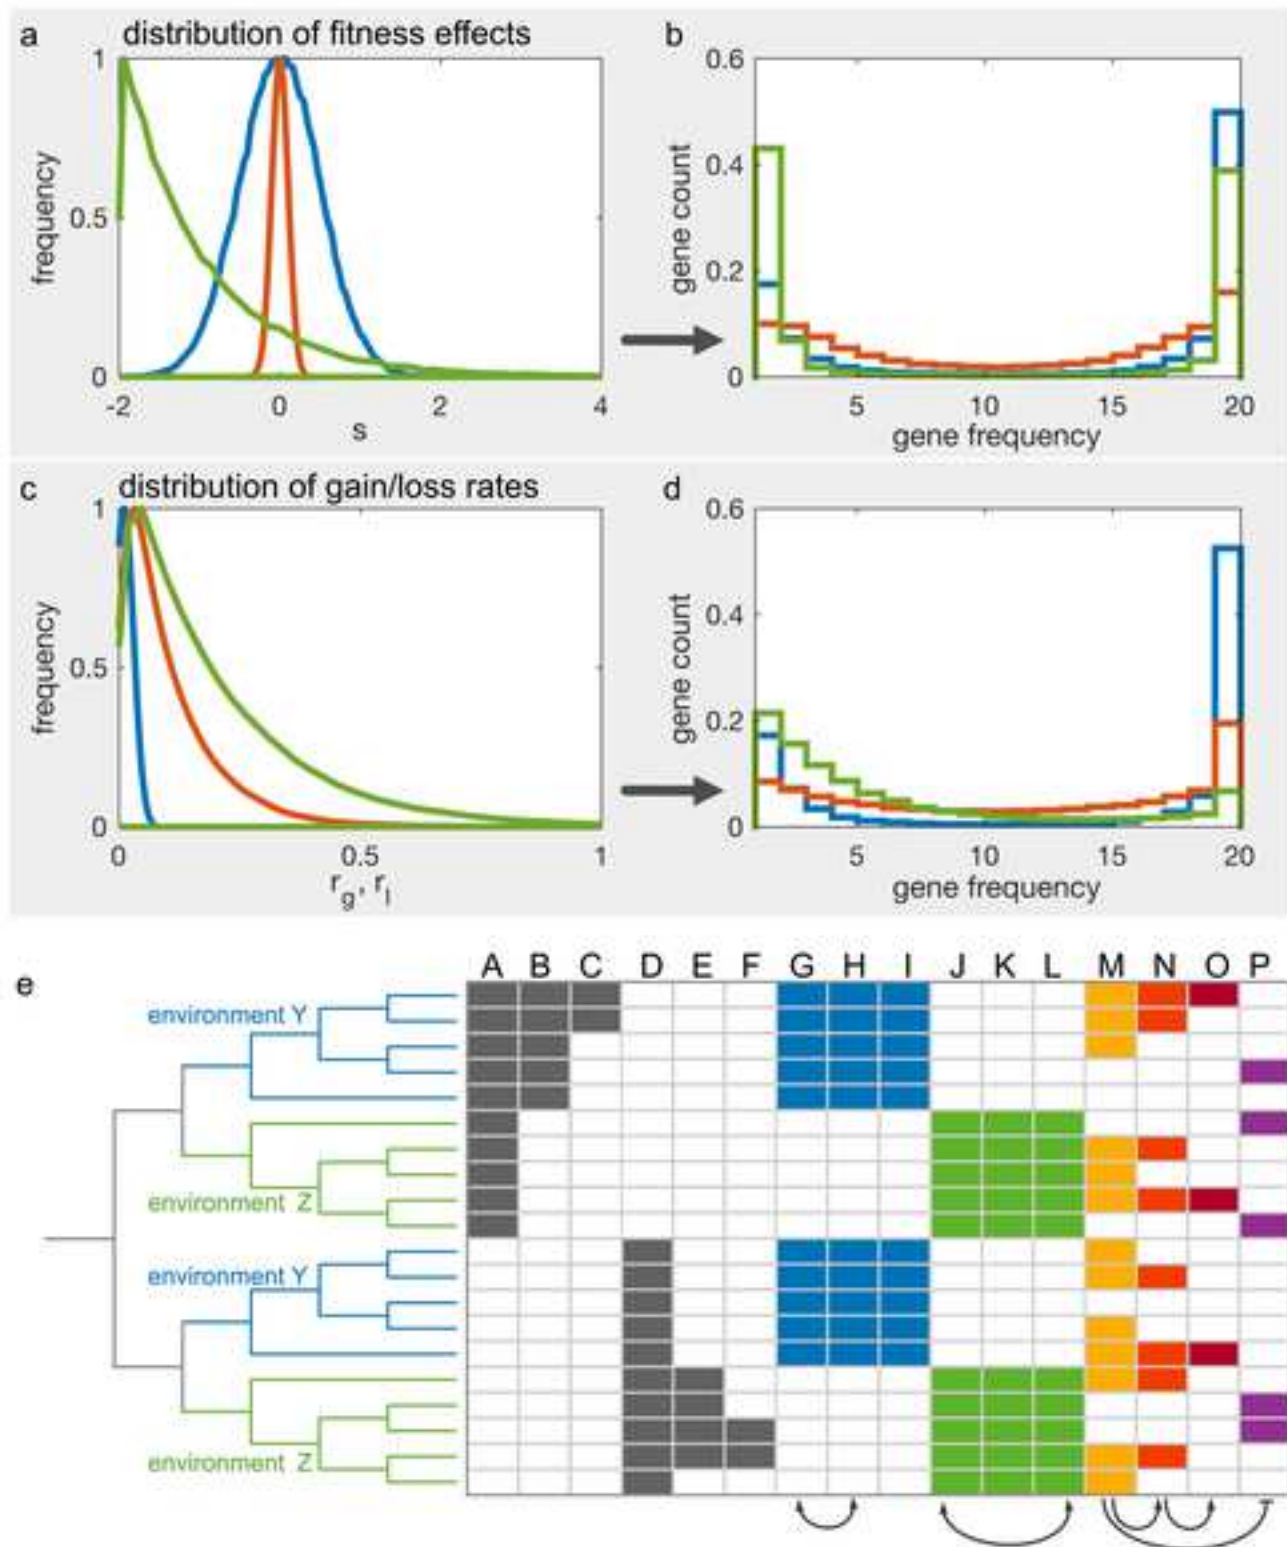 a distribution of fitness effects
frequency
1
0.5
0
-2 0 2 4
s
b
gene count
0.6
0.4
0.2
0
5 10 15 20
gene frequency
c distribution of gain/loss rates
frequency
1
0.5
0
0 0.5 1
r_g, r_l
d
gene count
0.6
0.4
0.2
0
5 10 15 20
gene frequency
e
A B C D E F G H I J K L M N O P
environment Y
environment Z
environment Y
environment Z